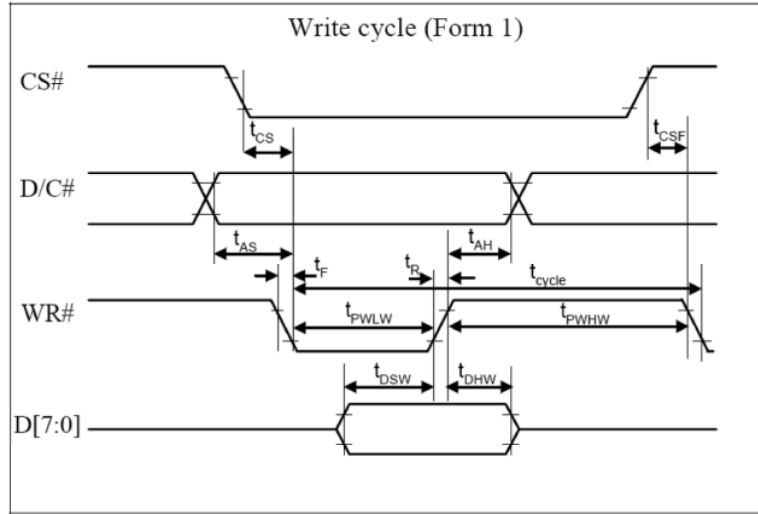 Write cycle (Form 1)
CS#
tCS
tCSF
D/C#
tAS
tAH
tF
tR
tcycle
WR#
tPWLW
tPWHW
tDSW
tDHW
D[7:0]